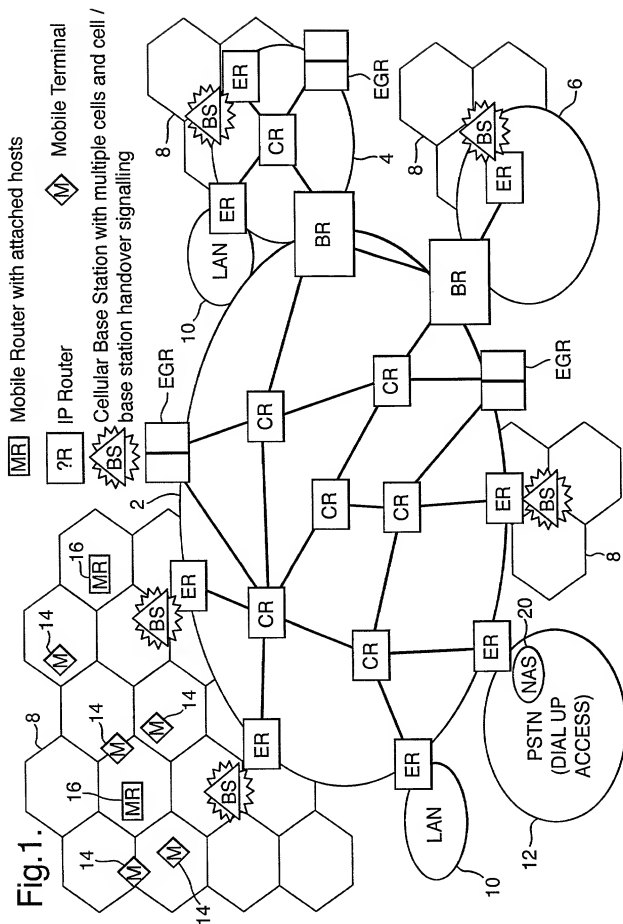 Fig.1.
MR Mobile Router with attached hosts
?R IP Router
M Mobile Terminal
BS Cellular Base Station with multiple cells and cell /
base station handover signalling
8
14
M
14
M
16
MR
14
M
14
M
14
M
16
MR
BS
BS
2
EGR
ER
ER
ER
ER
ER
CR
CR
CR
CR
CR
CR
BR
BR
EGR
LAN
10
LAN
10
ER
ER
CR
BS
8
EGR
4
8
BS
ER
6
BS
8
20
NAS
PSTN
(DIAL UP
ACCESS)
12